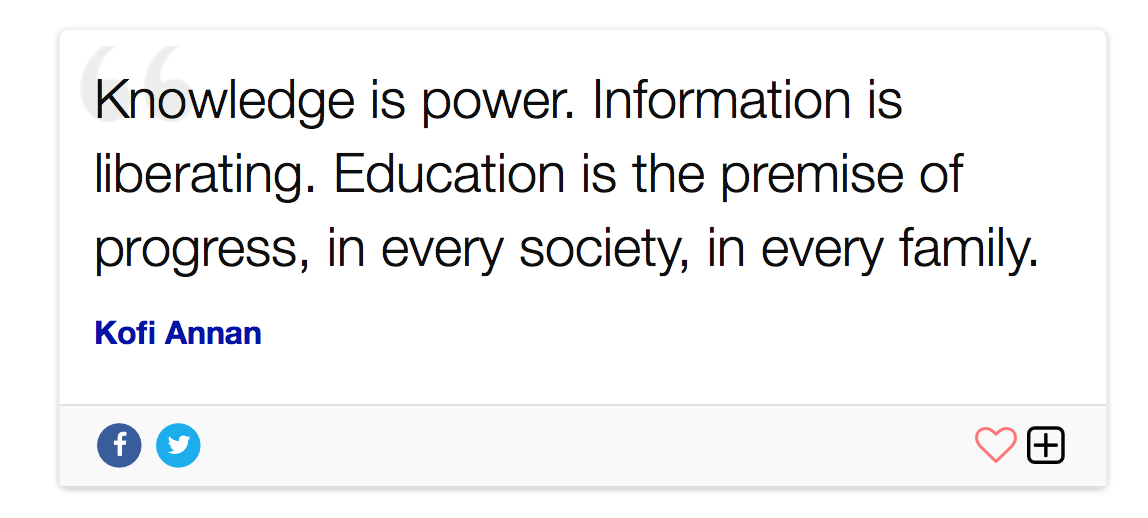 Knowledge is power. Information is
liberating. Education is the premise of
progress, in every society, in every family.
Kofi Annan